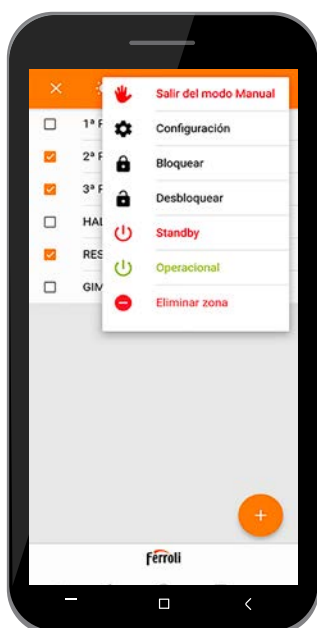 Salir del modo Manual
1ª F
Configuración
2ª F
Bloquear
3ª F
Desbloquear
HAL
Standby
RES
Operacional
GIM
Eliminar zona
Ferroli